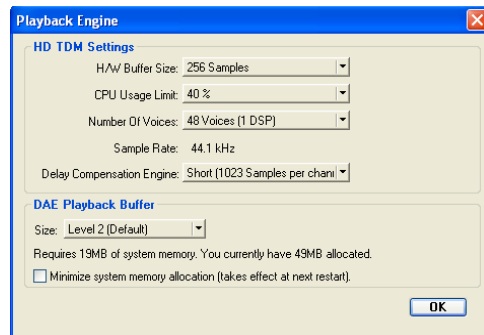 Playback Engine
HD TDM Settings
H/W Buffer Size: 256 Samples
CPU Usage Limit: 40 %
Number Of Voices: 48 Voices (1 DSP)
Sample Rate: 44.1 kHz
Delay Compensation Engine: Short (1023 Samples per chan
DAE Playback Buffer
Size: Level 2 (Default)
Requires 19MB of system memory. You currently have 49MB allocated.
Minimize system memory allocation (takes effect at next restart).
OK